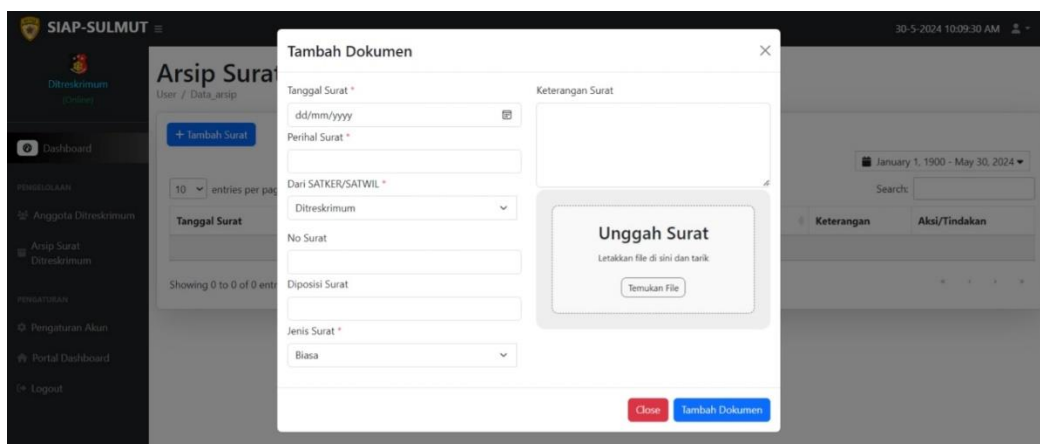 SIAP-SULMUT
30-5-2024 10:09:30 AM
Ditreskrimum
(Online)
Dashboard
PENGELOLAAN
Anggota Ditreskrimum
Arsip Surat
Ditreskrimum
PENGATURAN
Pengaturan Akun
Portal Dashboard
Logout
Arsip Surat
User / Data_arsip
+ Tambah Surat
January 1, 1900 - May 30, 2024
10 entries per pag
Search:
Tanggal Surat
Keterangan
Aksi/Tindakan
Showing 0 to 0 of 0 entr
Tambah Dokumen
Tanggal Surat *
dd/mm/yyyy
Perihal Surat *
Dari SATKER/SATWIL *
Ditreskrimum
No Surat
Diposisi Surat
Jenis Surat *
Biasa
Keterangan Surat
Unggah Surat
Letakkan file di sini dan tarik
Temukan File
Close
Tambah Dokumen